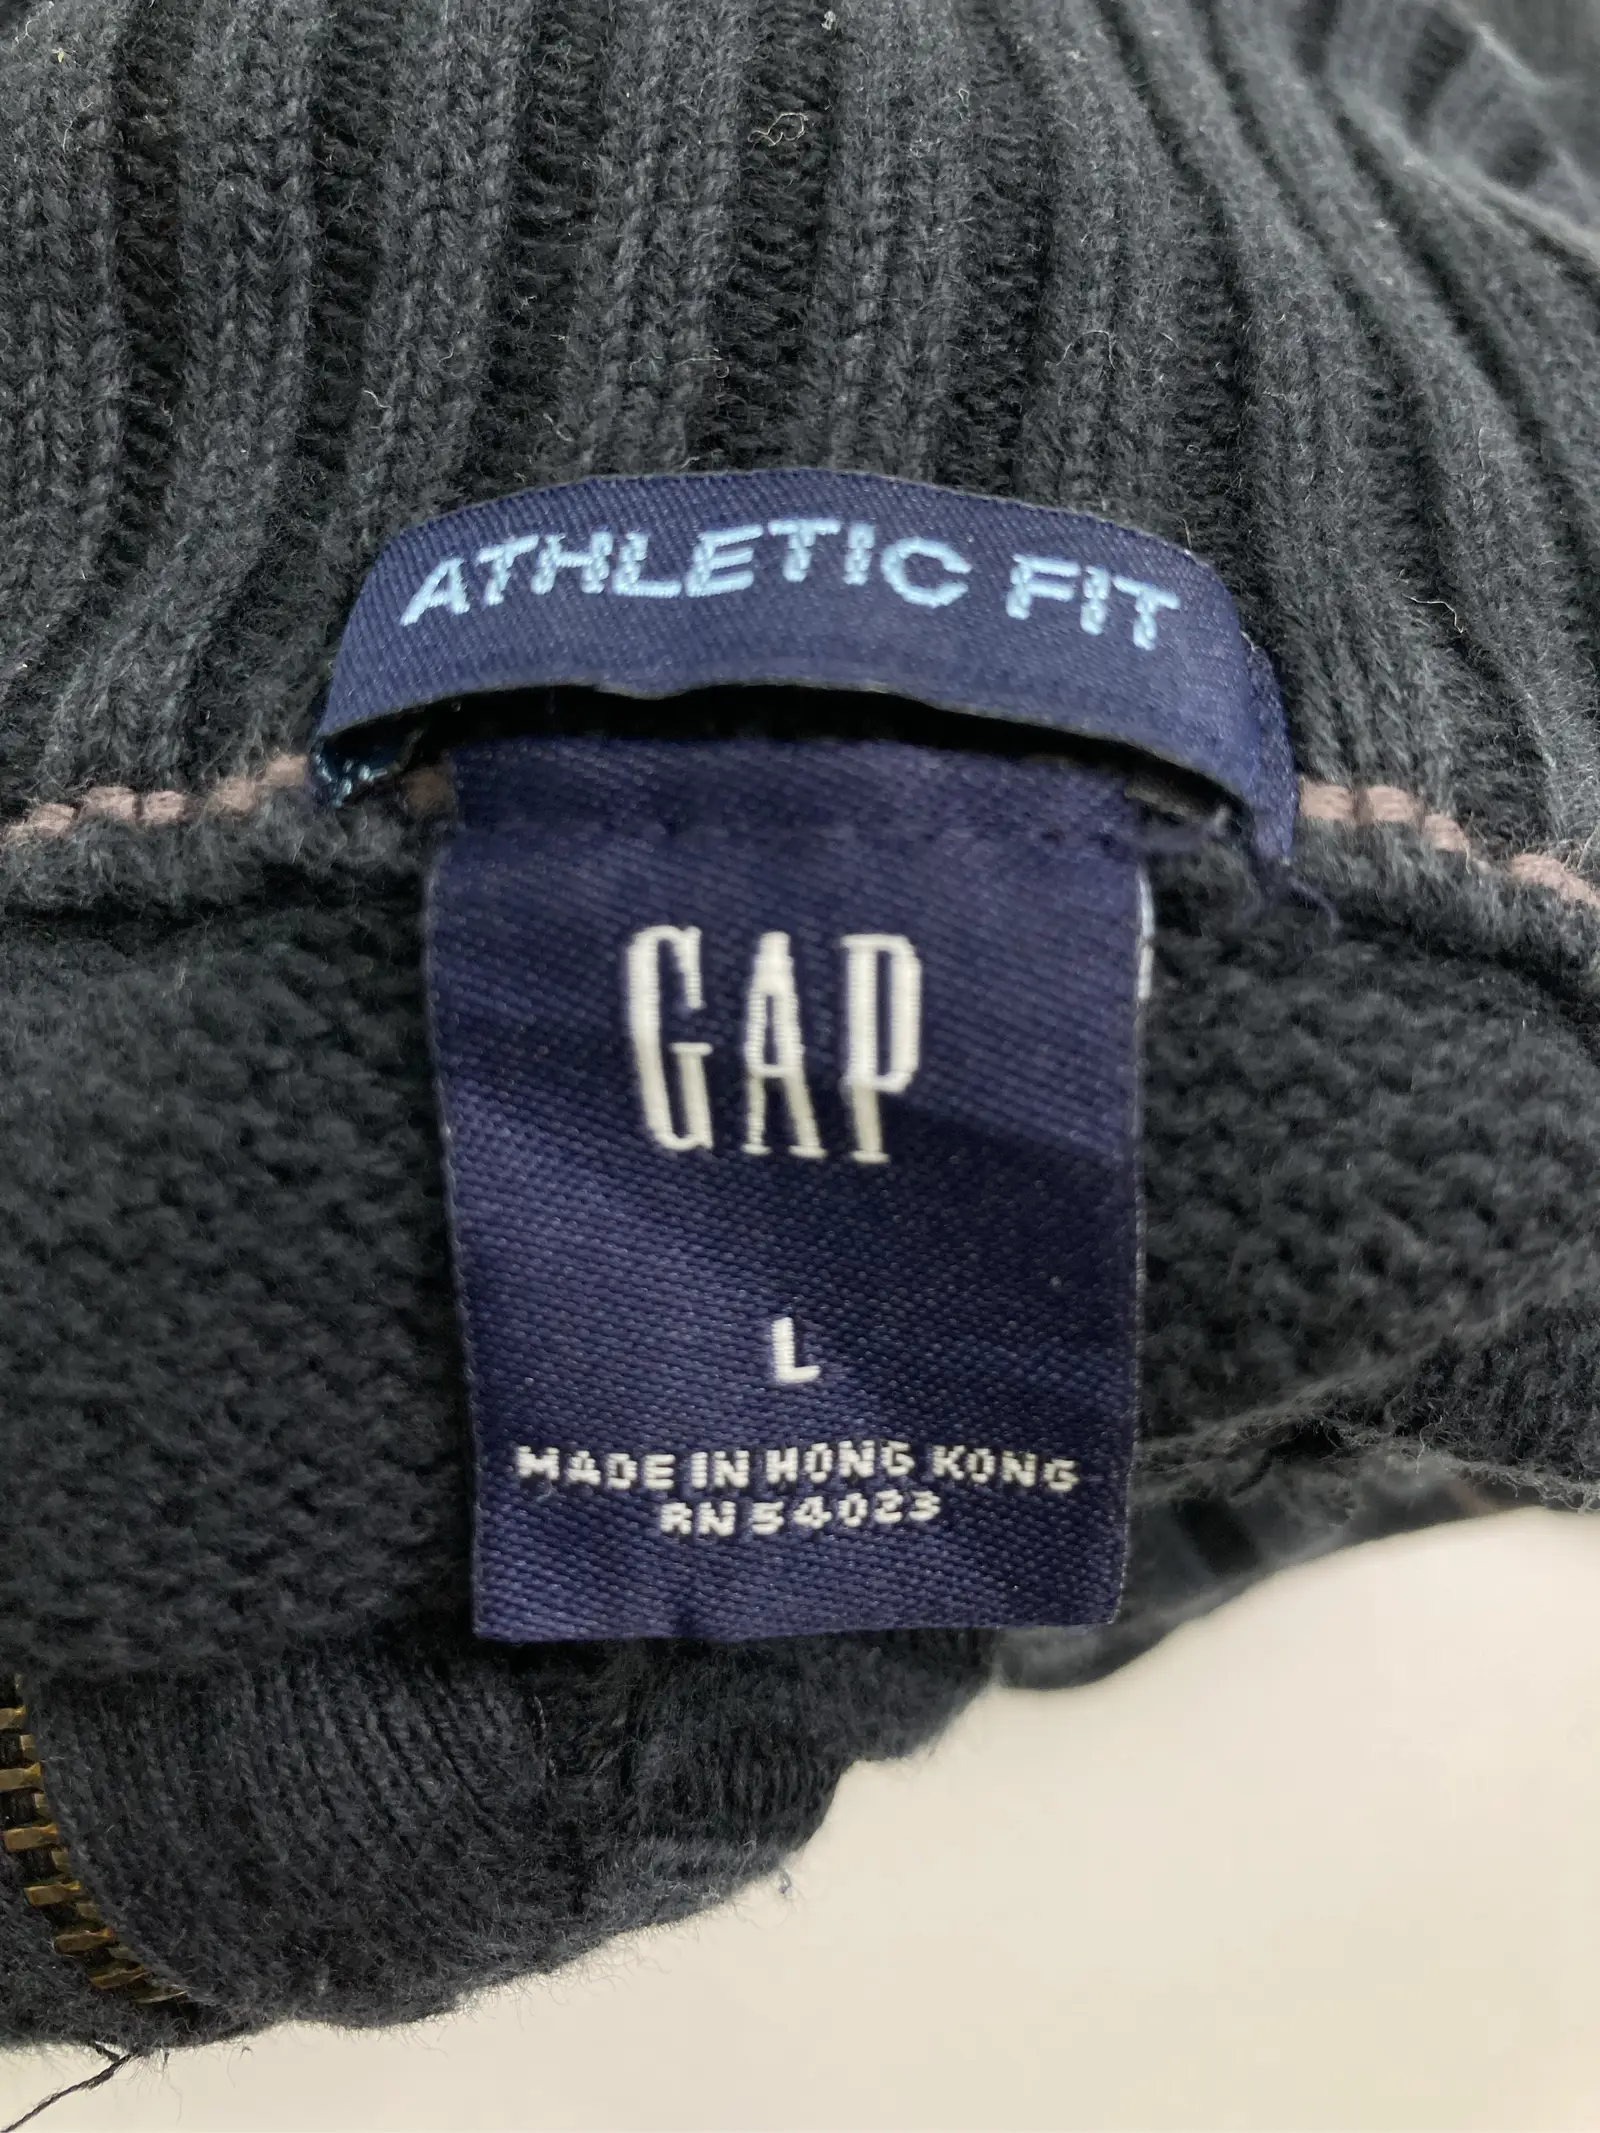 ATHLETIC FIT
GAP
L
MADE IN HONG KONG
RN 54023